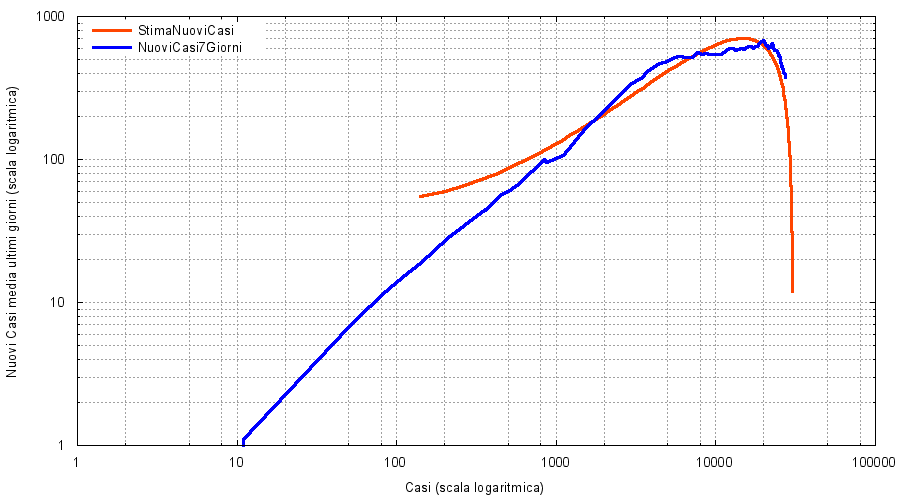 1000
StimaNuoviCasi
NuoviCasi7Giorni
100
10
1
1 10 100 1000 10000 100000
Nuovi Casi media ultimi giorni (scala logaritmica)
Casi (scala logaritmica)